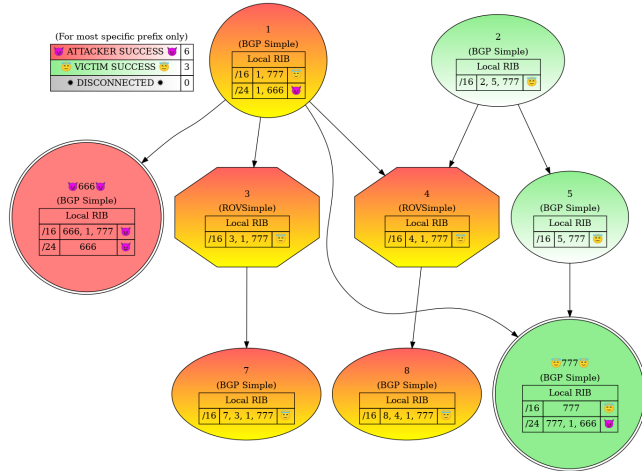 (For most specific prefix only)
😈 ATTACKER SUCCESS 😈 6
😇 VICTIM SUCCESS 😇 3
✹ DISCONNECTED ✹ 0
1
(BGP Simple)
Local RIB
/16 1, 777 😇
/24 1, 666 😈
2
(BGP Simple)
Local RIB
/16 2, 5, 777 😇
😈666😈
(BGP Simple)
Local RIB
/16 666, 1, 777 😈
/24 666 😈
3
(ROVSimple)
Local RIB
/16 3, 1, 777 😇
4
(ROVSimple)
Local RIB
/16 4, 1, 777 😇
5
(BGP Simple)
Local RIB
/16 5, 777 😇
7
(BGP Simple)
Local RIB
/16 7, 3, 1, 777 😇
8
(BGP Simple)
Local RIB
/16 8, 4, 1, 777 😇
😇777😇
(BGP Simple)
Local RIB
/16 777 😇
/24 777, 1, 666 😈